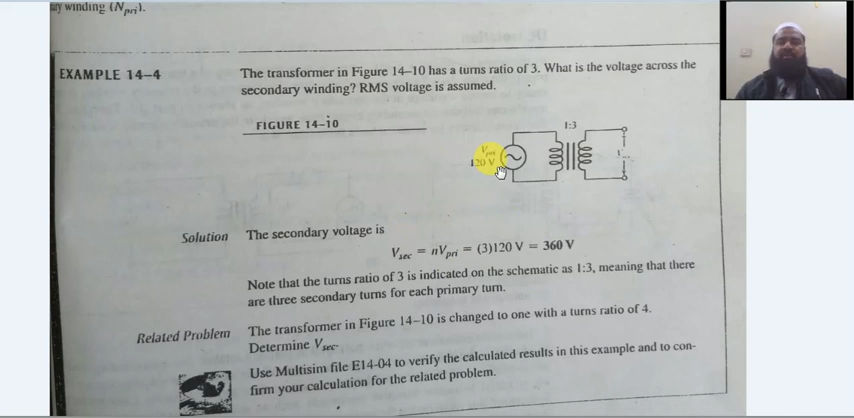 ay winding (Npri).
EXAMPLE 14–4
The transformer in Figure 14–10 has a turns ratio of 3. What is the voltage across the
secondary winding? RMS voltage is assumed.
FIGURE 14–10
1:3
Vpri
120 V
Solution
The secondary voltage is
Vsec = nVpri = (3)120 V = 360 V
Note that the turns ratio of 3 is indicated on the schematic as 1:3, meaning that there
are three secondary turns for each primary turn.
Related Problem
The transformer in Figure 14–10 is changed to one with a turns ratio of 4.
Determine Vsec.
Use Multisim file E14-04 to verify the calculated results in this example and to con-
firm your calculation for the related problem.